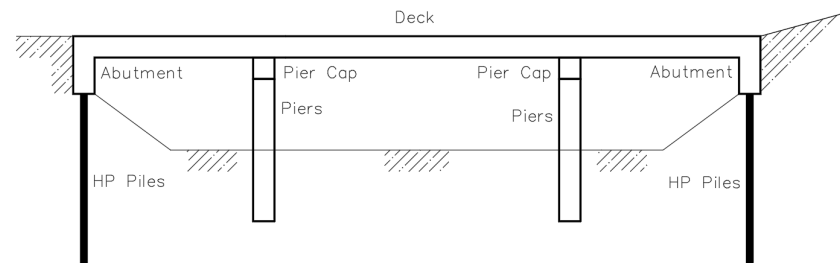 Deck
Abutment
Pier Cap
Pier Cap
Abutment
Piers
Piers
HP Piles
HP Piles